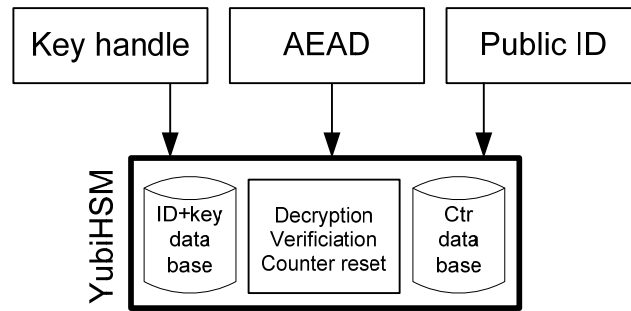 Key handle
AEAD
Public ID
YubiHSM
ID+key
data
base
Decryption
Verificiation
Counter reset
Ctr
data
base